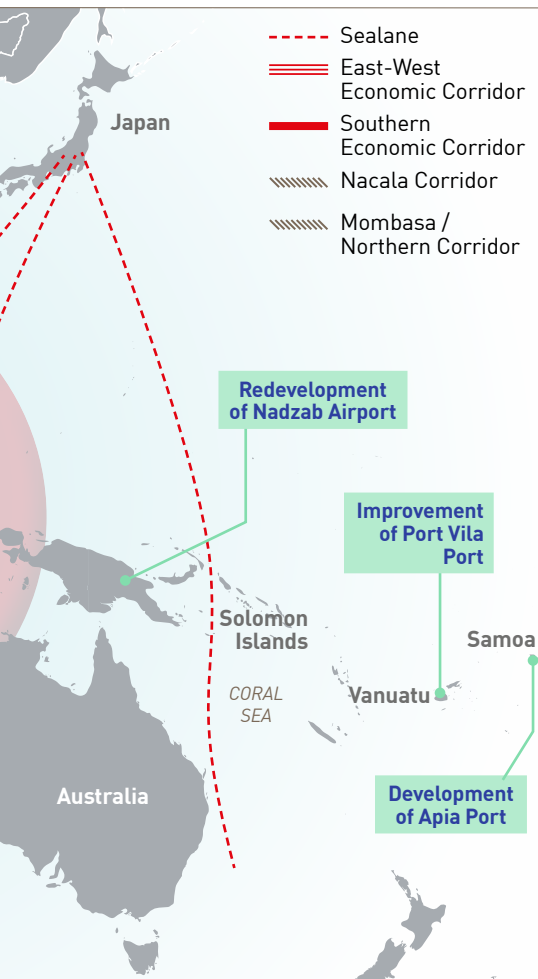 Sealane
East-West
Economic Corridor
Southern
Economic Corridor
Nacala Corridor
Mombasa /
Northern Corridor
Japan
Redevelopment
of Nadzab Airport
Improvement
of Port Vila
Port
Solomon
Islands
Samoa
CORAL
SEA
Vanuatu
Australia
Development
of Apia Port